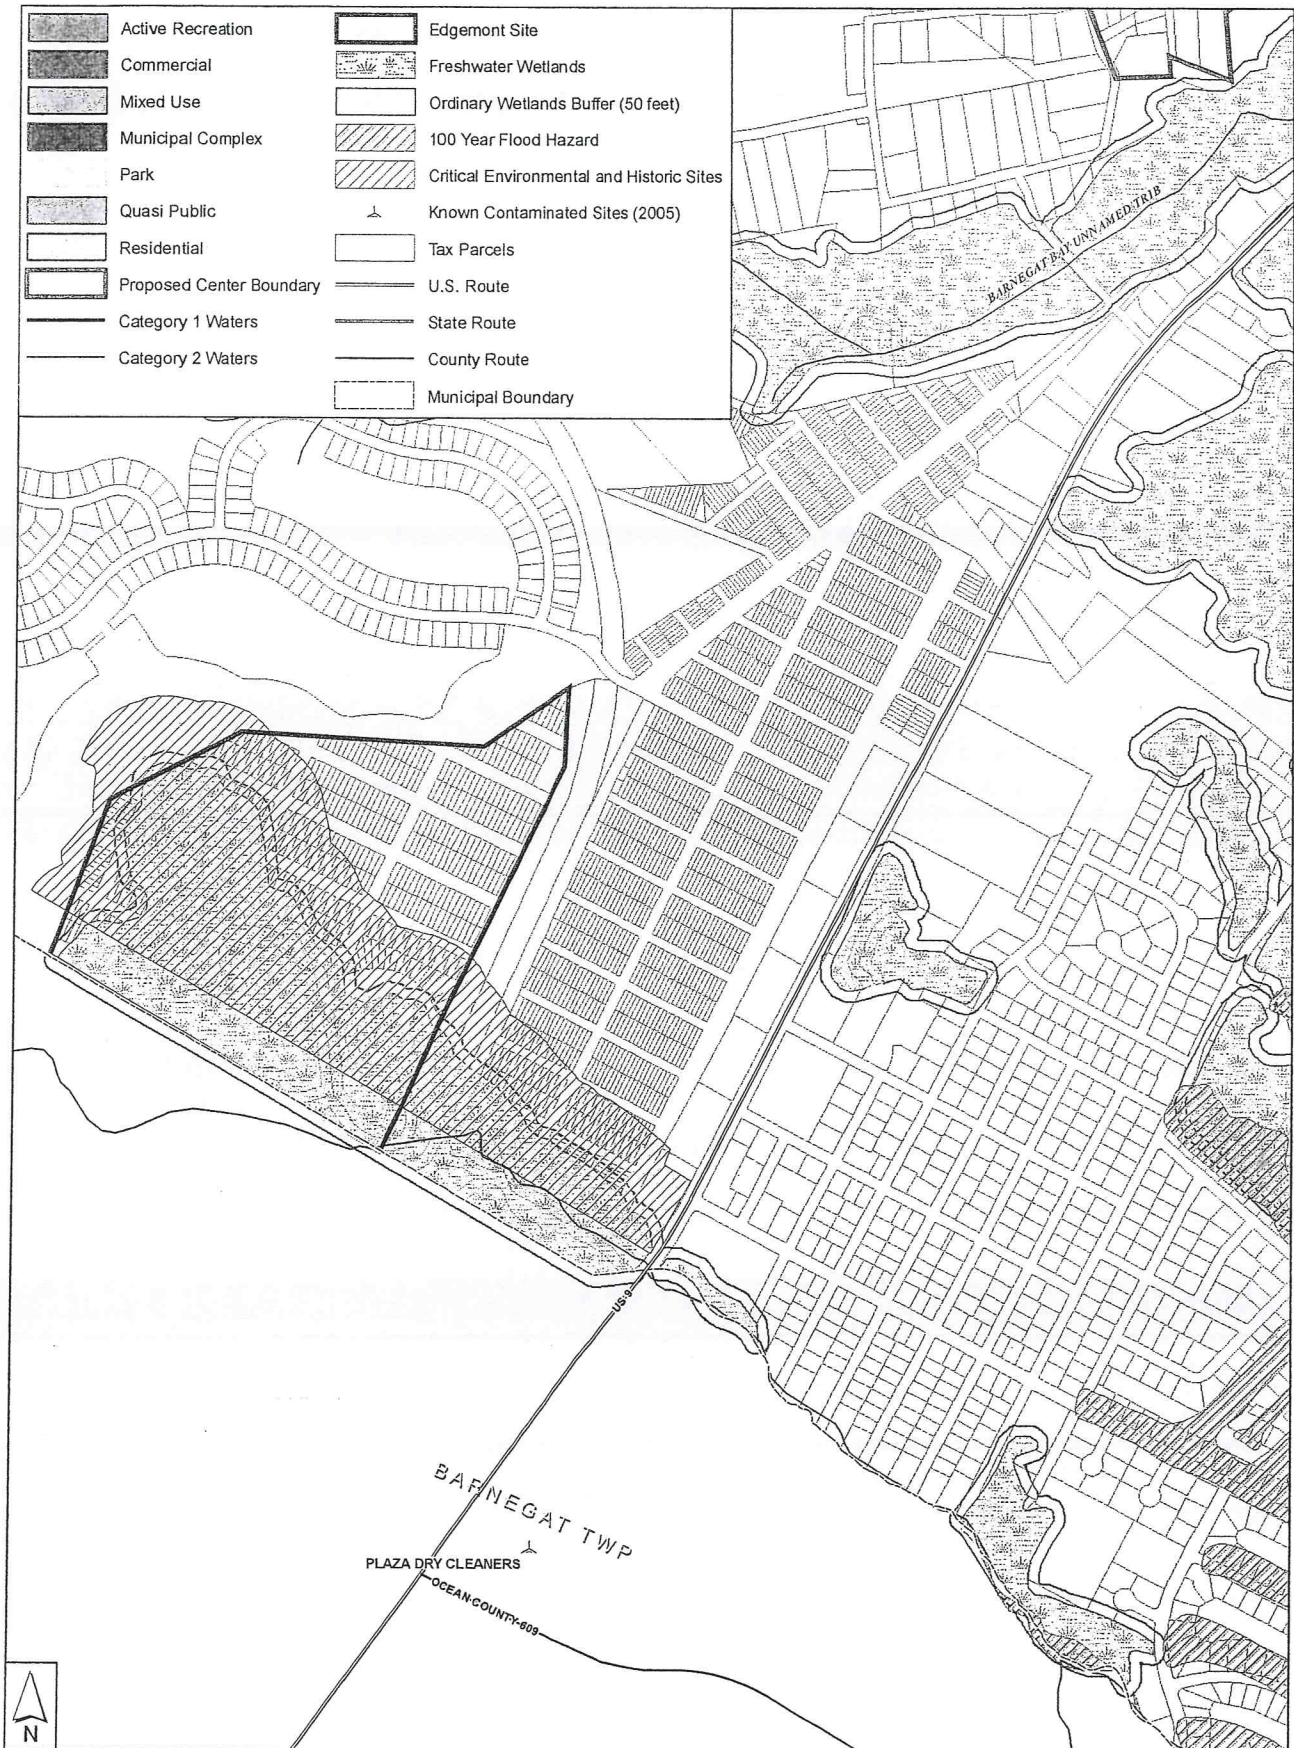 Active Recreation
Commercial
Mixed Use
Municipal Complex
Park
Quasi Public
Residential
Proposed Center Boundary
Category 1 Waters
Category 2 Waters
Edgemont Site
Freshwater Wetlands
Ordinary Wetlands Buffer (50 feet)
100 Year Flood Hazard
Critical Environmental and Historic Sites
Known Contaminated Sites (2005)
Tax Parcels
U.S. Route
State Route
County Route
Municipal Boundary
BARNEGAT BAY UNNAMED TRIB
US-9
BARNEGAT TWP
PLAZA DRY CLEANERS
OCEAN-COUNTY-609
N